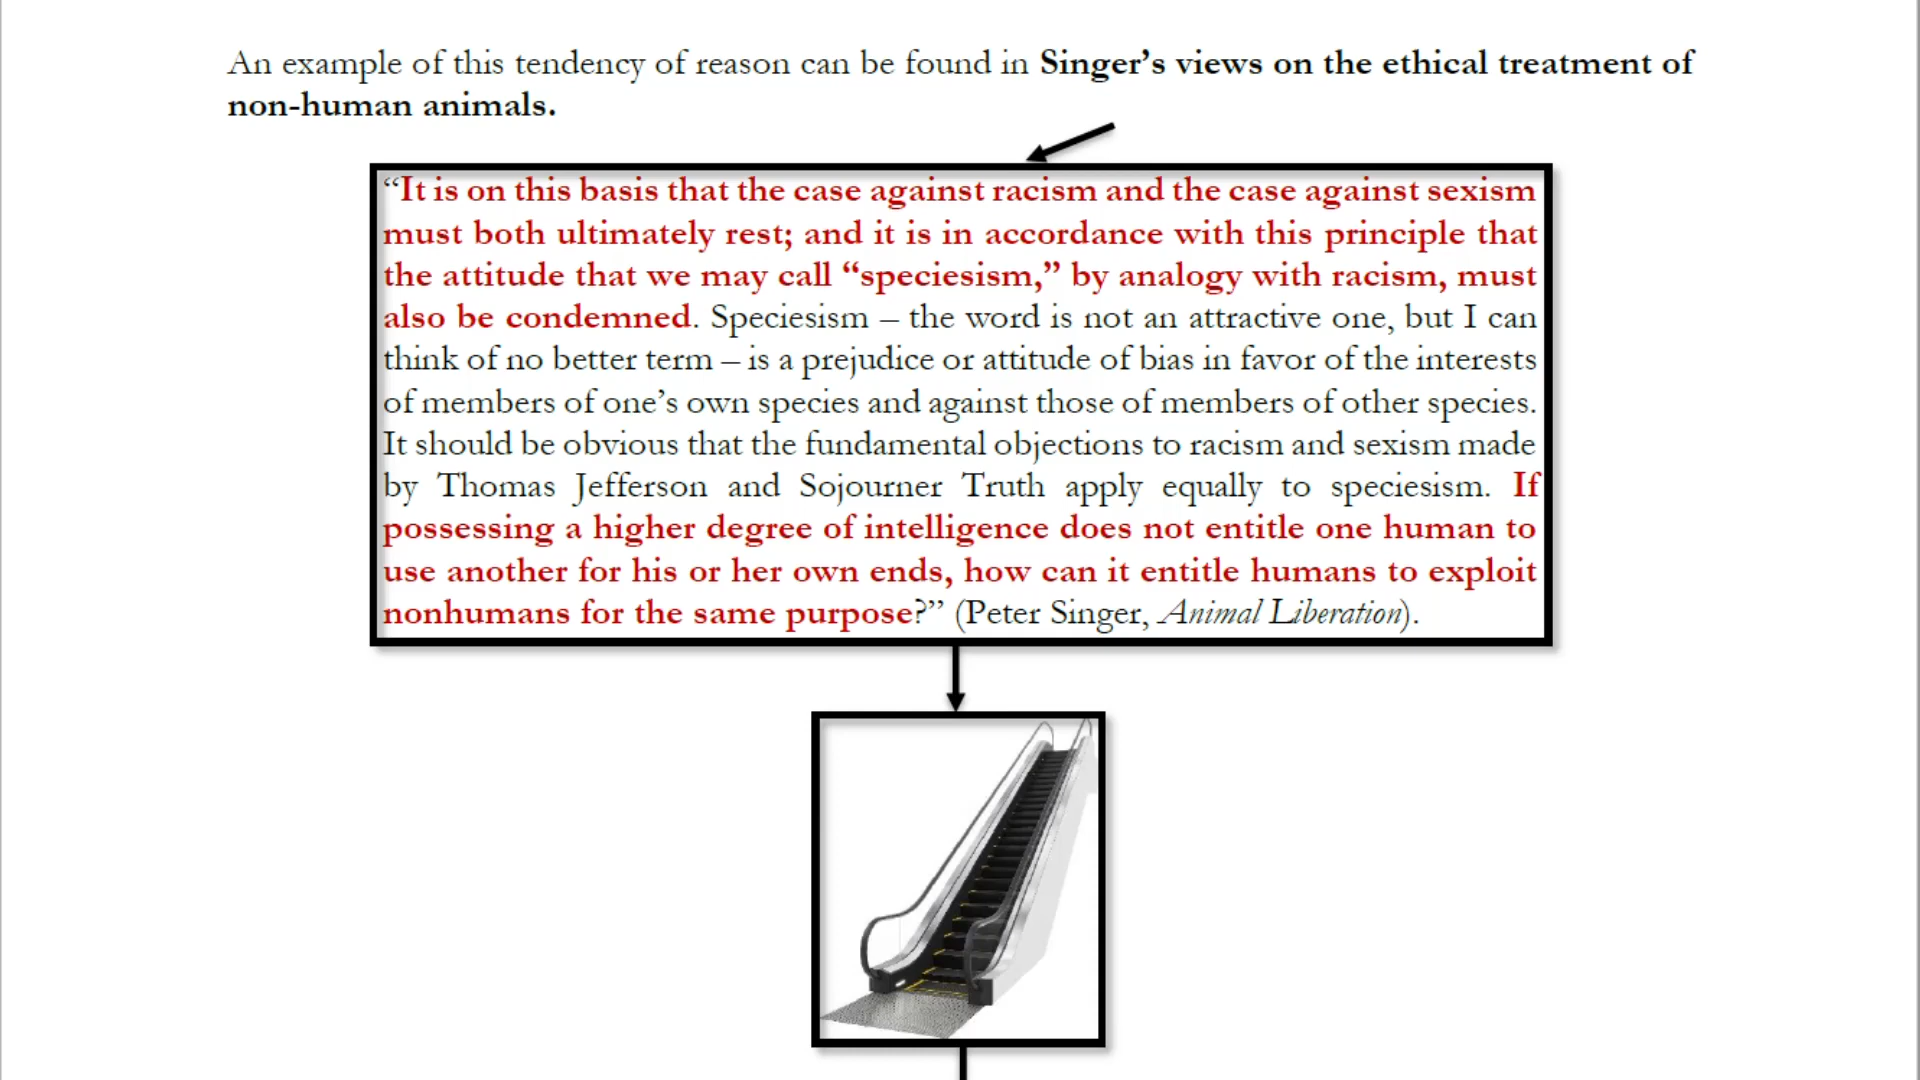 An example of this tendency of reason can be found in Singer’s views on the ethical treatment of
non-human animals.
“It is on this basis that the case against racism and the case against sexism
must both ultimately rest; and it is in accordance with this principle that
the attitude that we may call “speciesism,” by analogy with racism, must
also be condemned. Speciesism – the word is not an attractive one, but I can
think of no better term – is a prejudice or attitude of bias in favor of the interests
of members of one’s own species and against those of members of other species.
It should be obvious that the fundamental objections to racism and sexism made
by Thomas Jefferson and Sojourner Truth apply equally to speciesism. If
possessing a higher degree of intelligence does not entitle one human to
use another for his or her own ends, how can it entitle humans to exploit
nonhumans for the same purpose?” (Peter Singer, Animal Liberation).